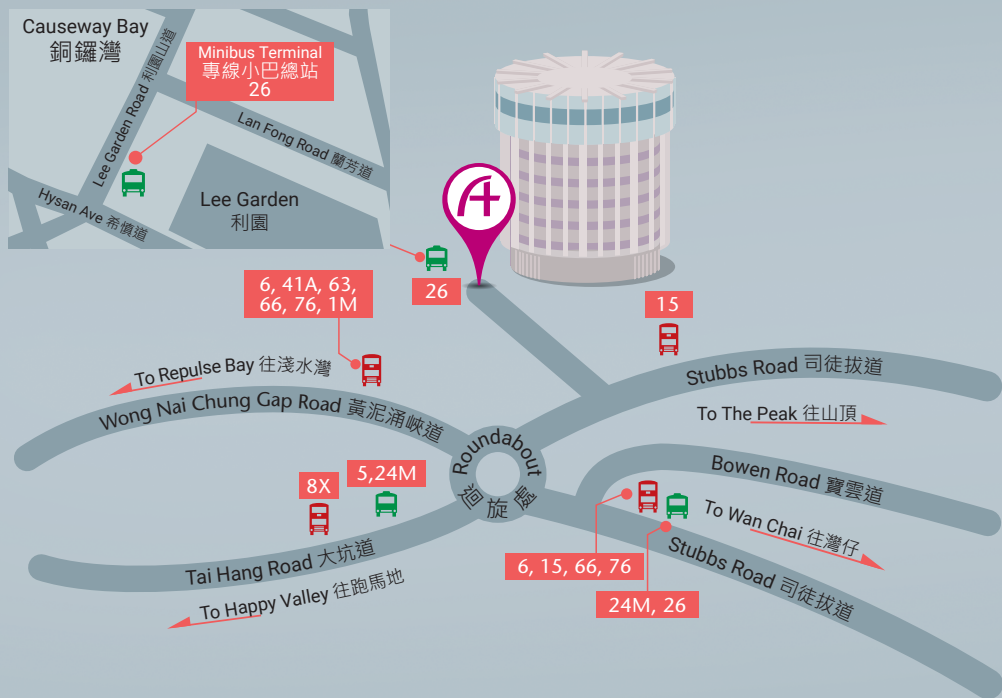 Causeway Bay
銅鑼灣
Minibus Terminal
專線小巴總站
26
Lee Garden Road 利園山道
Lan Fong Road 蘭芳道
Hysan Ave 希慎道
Lee Garden
利園
26
6, 41A, 63,
66, 76, 1M
15
To Repulse Bay 往淺水灣
Wong Nai Chung Gap Road 黃泥涌峽道
Stubbs Road 司徒拔道
To The Peak 往山頂
Roundabout
迴旋處
Bowen Road 寶雲道
8X
5,24M
To Wan Chai 往灣仔
Tai Hang Road 大坑道
To Happy Valley 往跑馬地
6, 15, 66, 76
24M, 26
Stubbs Road 司徒拔道